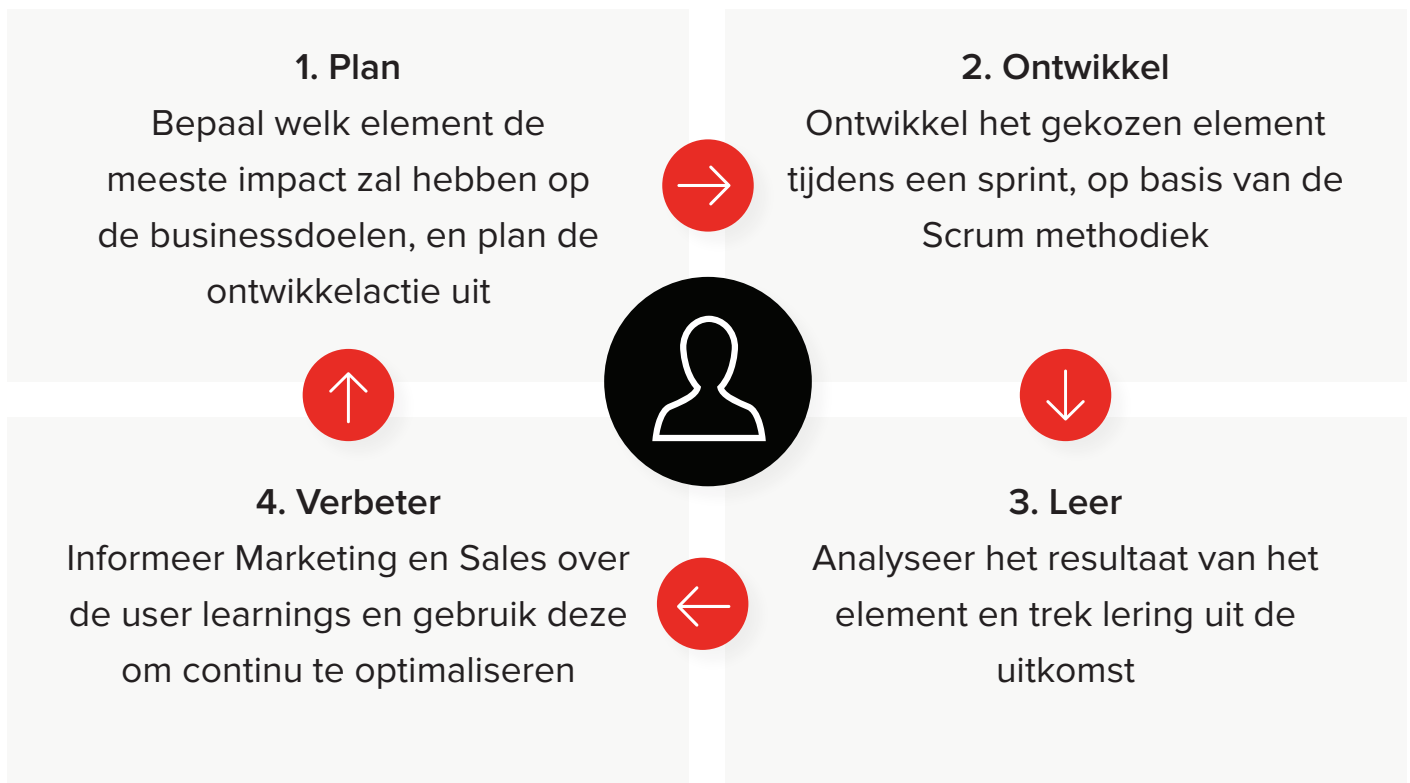 1. Plan
Bepaal welk element de
meeste impact zal hebben op
de businessdoelen, en plan de
ontwikkelactie uit
2. Ontwikkel
Ontwikkel het gekozen element
tijdens een sprint, op basis van de
Scrum methodiek
3. Leer
Analyseer het resultaat van het
element en trek lering uit de
uitkomst
4. Verbeter
Informeer Marketing en Sales over
de user learnings en gebruik deze
om continu te optimaliseren